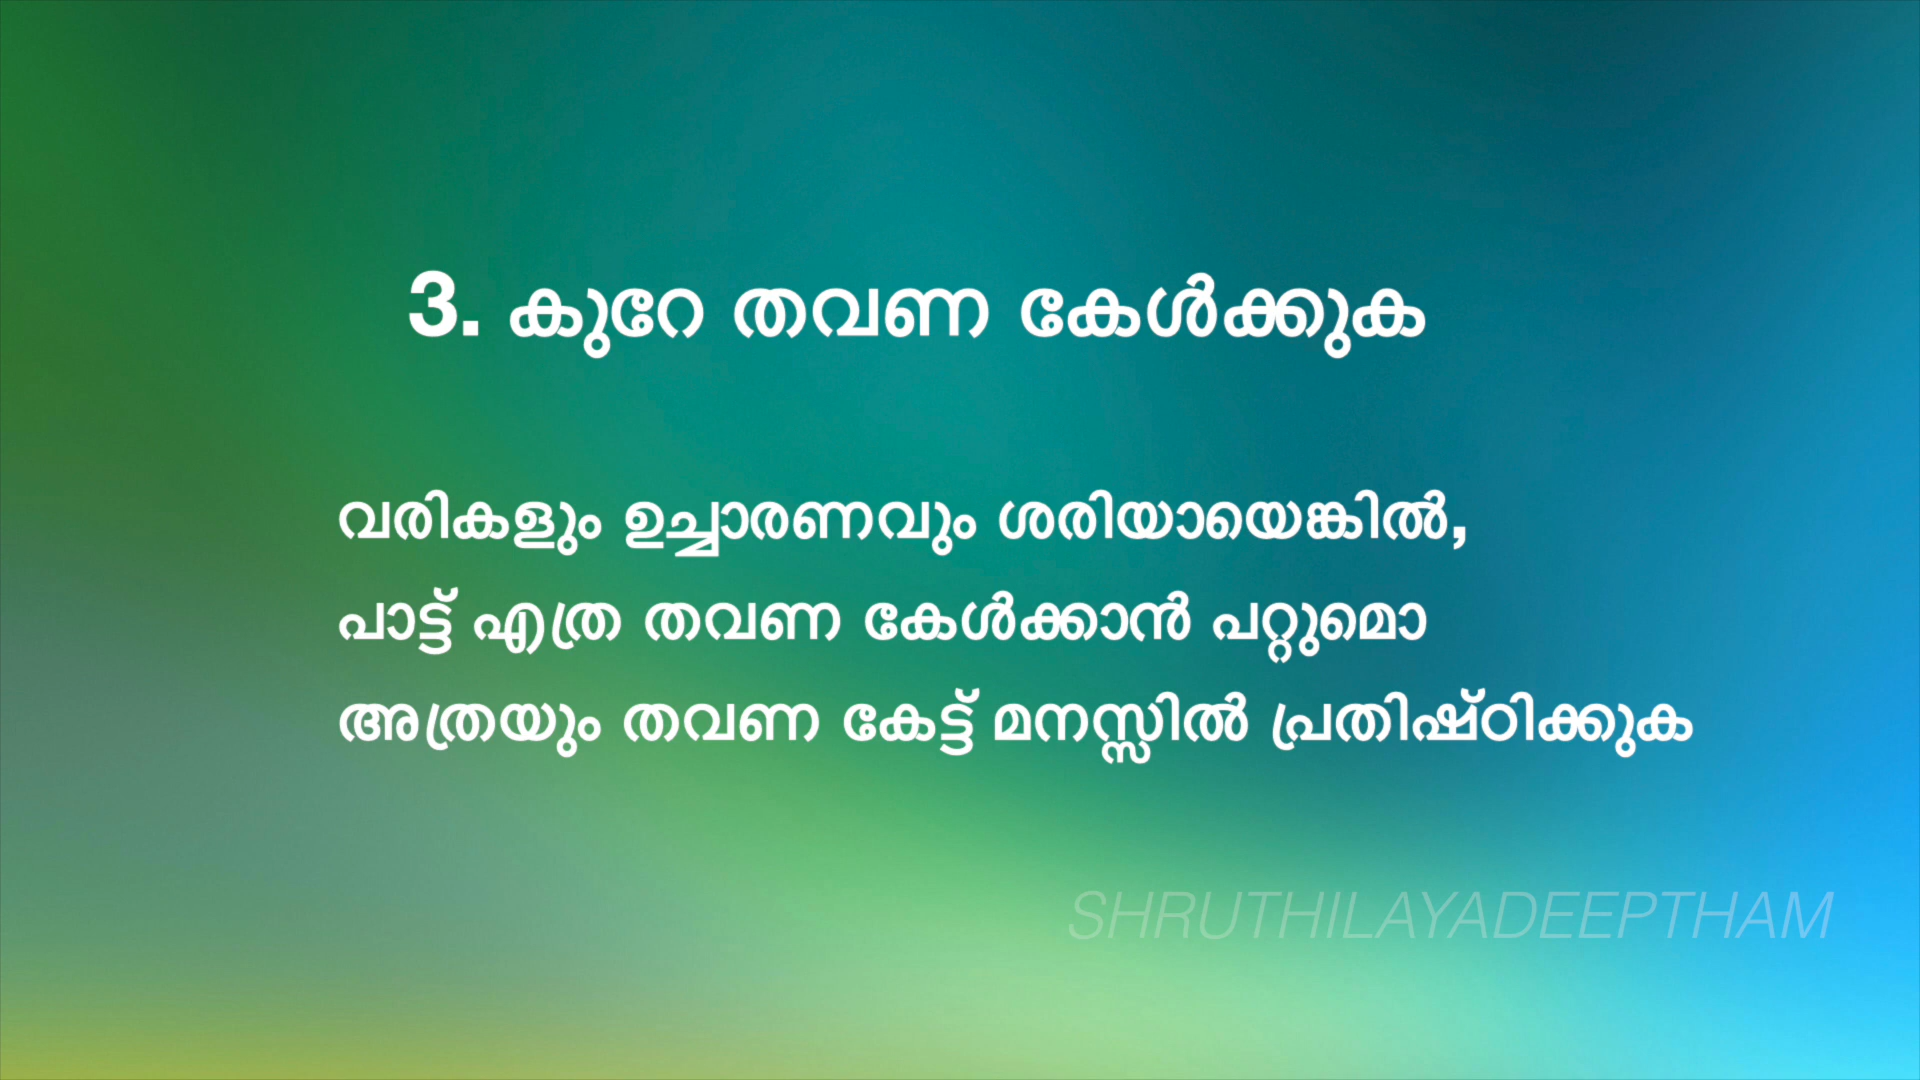 3. കുറേ തവണ കേൾക്കുക
വരികളും ഉച്ചാരണവും ശരിയായെങ്കിൽ,
പാട്ട് എത്ര തവണ കേൾക്കാൻ പറ്റുമൊ
അത്രയും തവണ കേട്ട് മനസ്സിൽ പ്രതിഷ്ഠിക്കുക
SHRUTHILAYADEEPTHAM